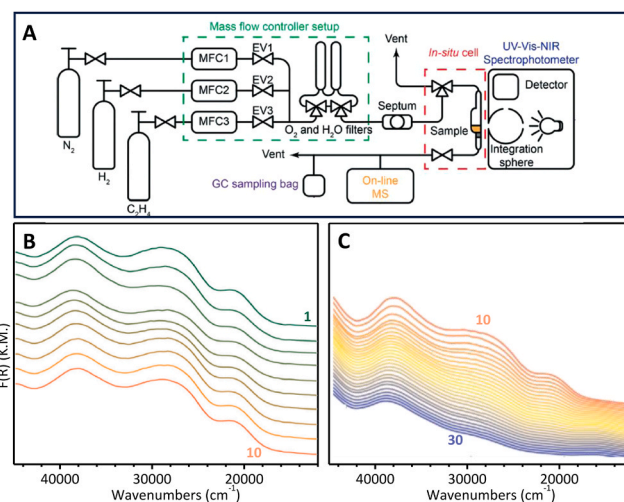 A
Mass flow controller setup
MFC1
EV1
MFC2
EV2
MFC3
EV3
N2
H2
C2H4
O2 and H2O filters
Septum
Vent
In-situ cell
Sample
UV-Vis-NIR
Spectrophotometer
Detector
Integration
sphere
Vent
GC sampling bag
On-line
MS
B
1
10
F(R) (K.M.)
40000 30000 20000
Wavenumbers (cm-1)
C
10
30
40000 30000 20000
Wavenumbers (cm-1)